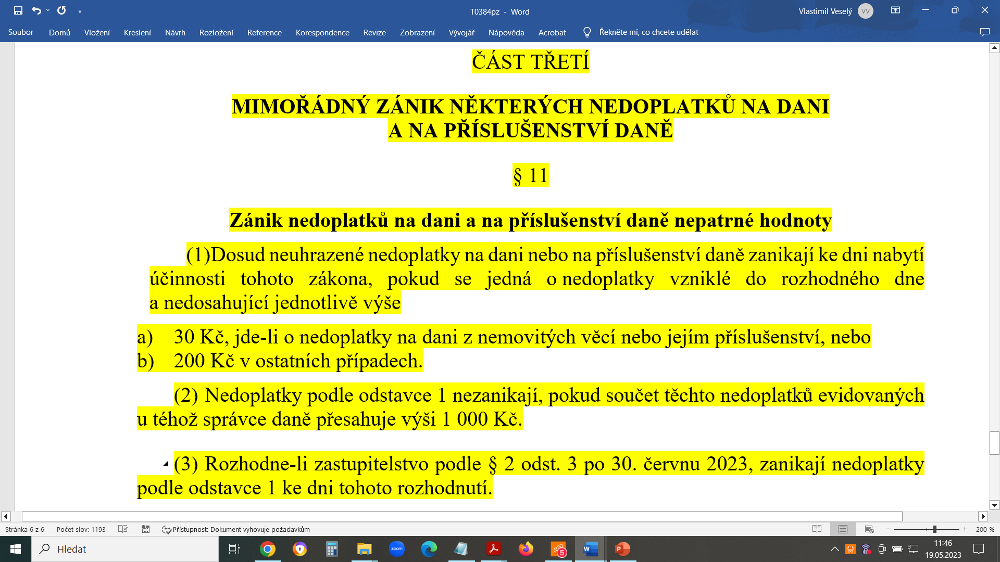 T0384pz - Word
Vlastimil Veselý
VV
Soubor
Domů
Vložení
Kreslení
Návrh
Rozložení
Reference
Korespondence
Revize
Zobrazení
Vývojář
Nápověda
Acrobat
Řekněte mi, co chcete udělat
ČÁST TŘETÍ
MIMOŘÁDNÝ ZÁNIK NĚKTERÝCH NEDOPLATKŮ NA DANI
A NA PŘÍSLUŠENSTVÍ DANĚ
§ 11
Zánik nedoplatků na dani a na příslušenství daně nepatrné hodnoty
(1)Dosud neuhrazené nedoplatky na dani nebo na příslušenství daně zanikají ke dni nabytí
účinnosti tohoto zákona, pokud se jedná o nedoplatky vzniklé do rozhodného dne
a nedosahující jednotlivě výše
a) 30 Kč, jde-li o nedoplatky na dani z nemovitých věcí nebo jejím příslušenství, nebo
b) 200 Kč v ostatních případech.
(2) Nedoplatky podle odstavce 1 nezanikají, pokud součet těchto nedoplatků evidovaných
u téhož správce daně přesahuje výši 1 000 Kč.
(3) Rozhodne-li zastupitelstvo podle § 2 odst. 3 po 30. červnu 2023, zanikají nedoplatky
podle odstavce 1 ke dni tohoto rozhodnutí.
Stránka 6 z 6
Počet slov: 1193
Přístupnost: Dokument vyhovuje požadavkům
200 %
Hledat
zoom
5
W
P
11:46
19.05.2023